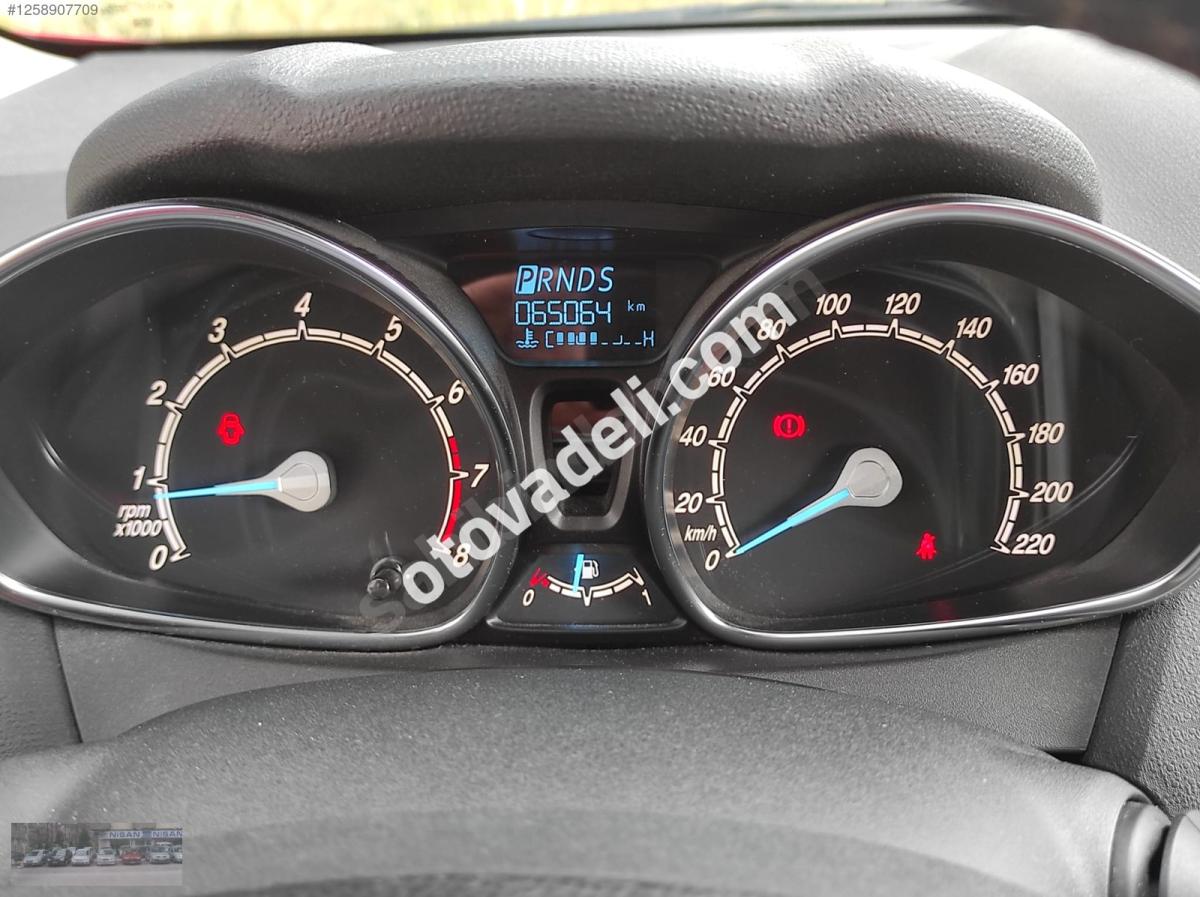 #1258907709
PRNDS
065064 km
C H
0 1 2 3 4 5 6 7 8
rpm
x1000
0 20 40 60 80 100 120 140 160 180 200 220
km/h
0 1
sotovadeli.com
NISAN NISAN